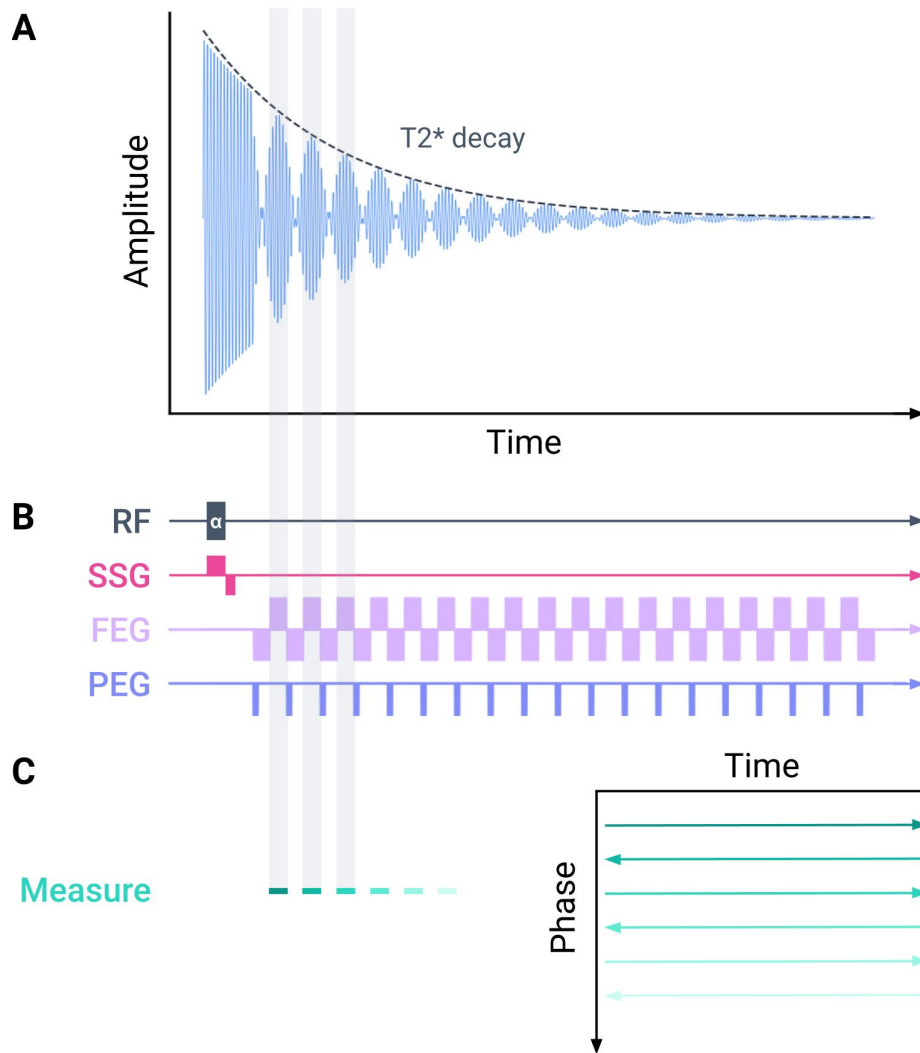 A
Amplitude
T2* decay
Time
B
RF
α
SSG
FEG
PEG
C
Time
Measure
Phase